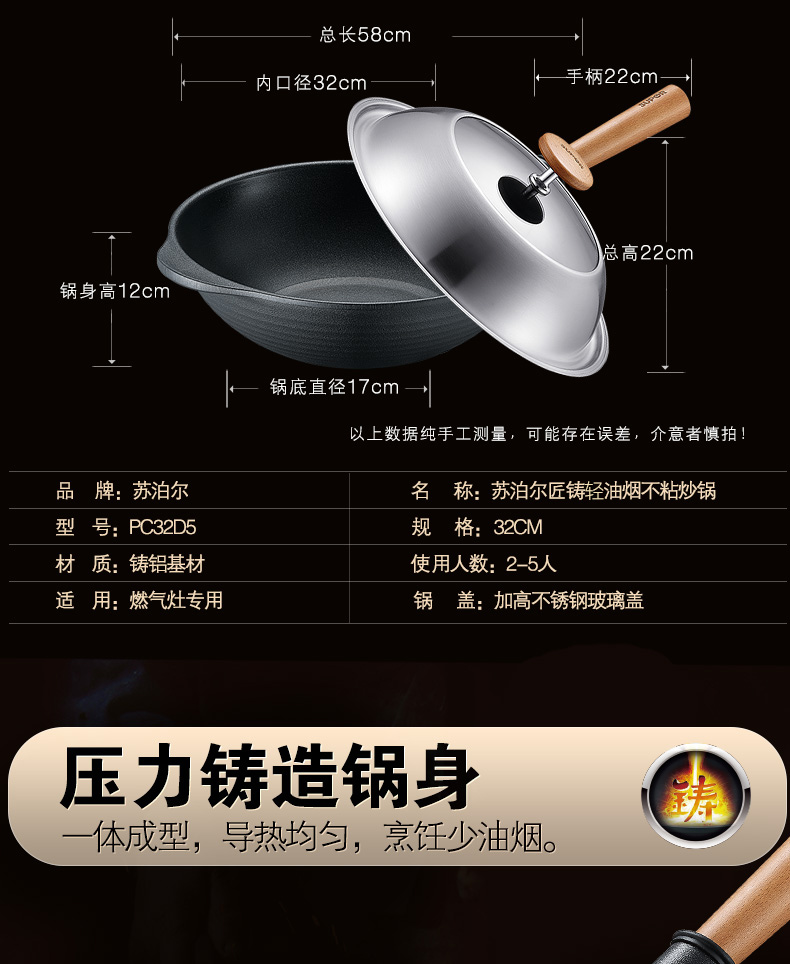 总长58cm
内口径32cm
手柄22cm
SUPOR
总高22cm
锅身高12cm
锅底直径17cm
以上数据纯手工测量，可能存在误差，介意者慎拍！
品 牌：苏泊尔
名 称：苏泊尔匠铸轻油烟不粘炒锅
型 号：PC32D5
规 格：32CM
材 质：铸铝基材
使用人数：2-5人
适 用：燃气灶专用
锅 盖：加高不锈钢玻璃盖
压力铸造锅身
铸
一体成型，导热均匀，烹饪少油烟。